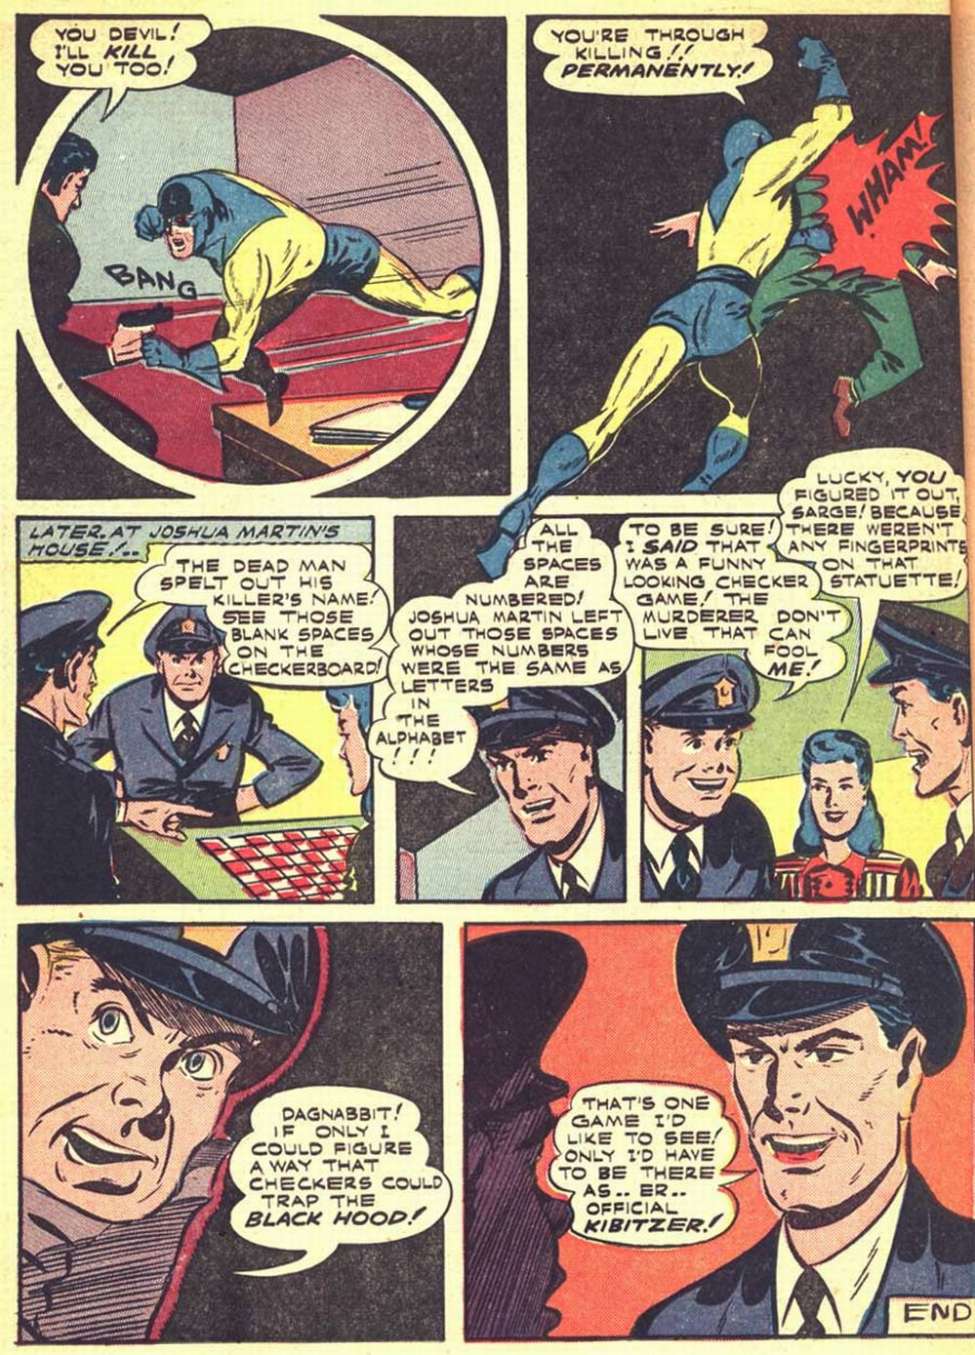 YOU DEVIL!
I'LL KILL
YOU TOO!
BANG
YOU'RE THROUGH
KILLING!!
PERMANENTLY!
WHAM!
LATER. AT JOSHUA MARTIN'S
HOUSE!..
THE DEAD MAN
SPELT OUT HIS
KILLER'S NAME!
SEE THOSE
BLANK SPACES
ON THE
CHECKERBOARD!
ALL
THE
SPACES
ARE
NUMBERED!
JOSHUA MARTIN LEFT
OUT THOSE SPACES
WHOSE NUMBERS
WERE THE SAME AS
LETTERS
IN
THE
ALPHABET
!!!
TO BE SURE!
I SAID THAT
WAS A FUNNY
LOOKING CHECKER
GAME! THE
MURDERER DON'T
LIVE THAT CAN
FOOL
ME!
LUCKY, YOU
FIGURED IT OUT,
SARGE! BECAUSE
THERE WEREN'T
ANY FINGERPRINTS
ON THAT
STATUETTE!
DAGNABBIT!
IF ONLY I
COULD FIGURE
A WAY THAT
CHECKERS COULD
TRAP THE
BLACK HOOD!
THAT'S ONE
GAME I'D
LIKE TO SEE!
ONLY I'D HAVE
TO BE THERE
AS.. ER..
OFFICIAL
KIBITZER!
END